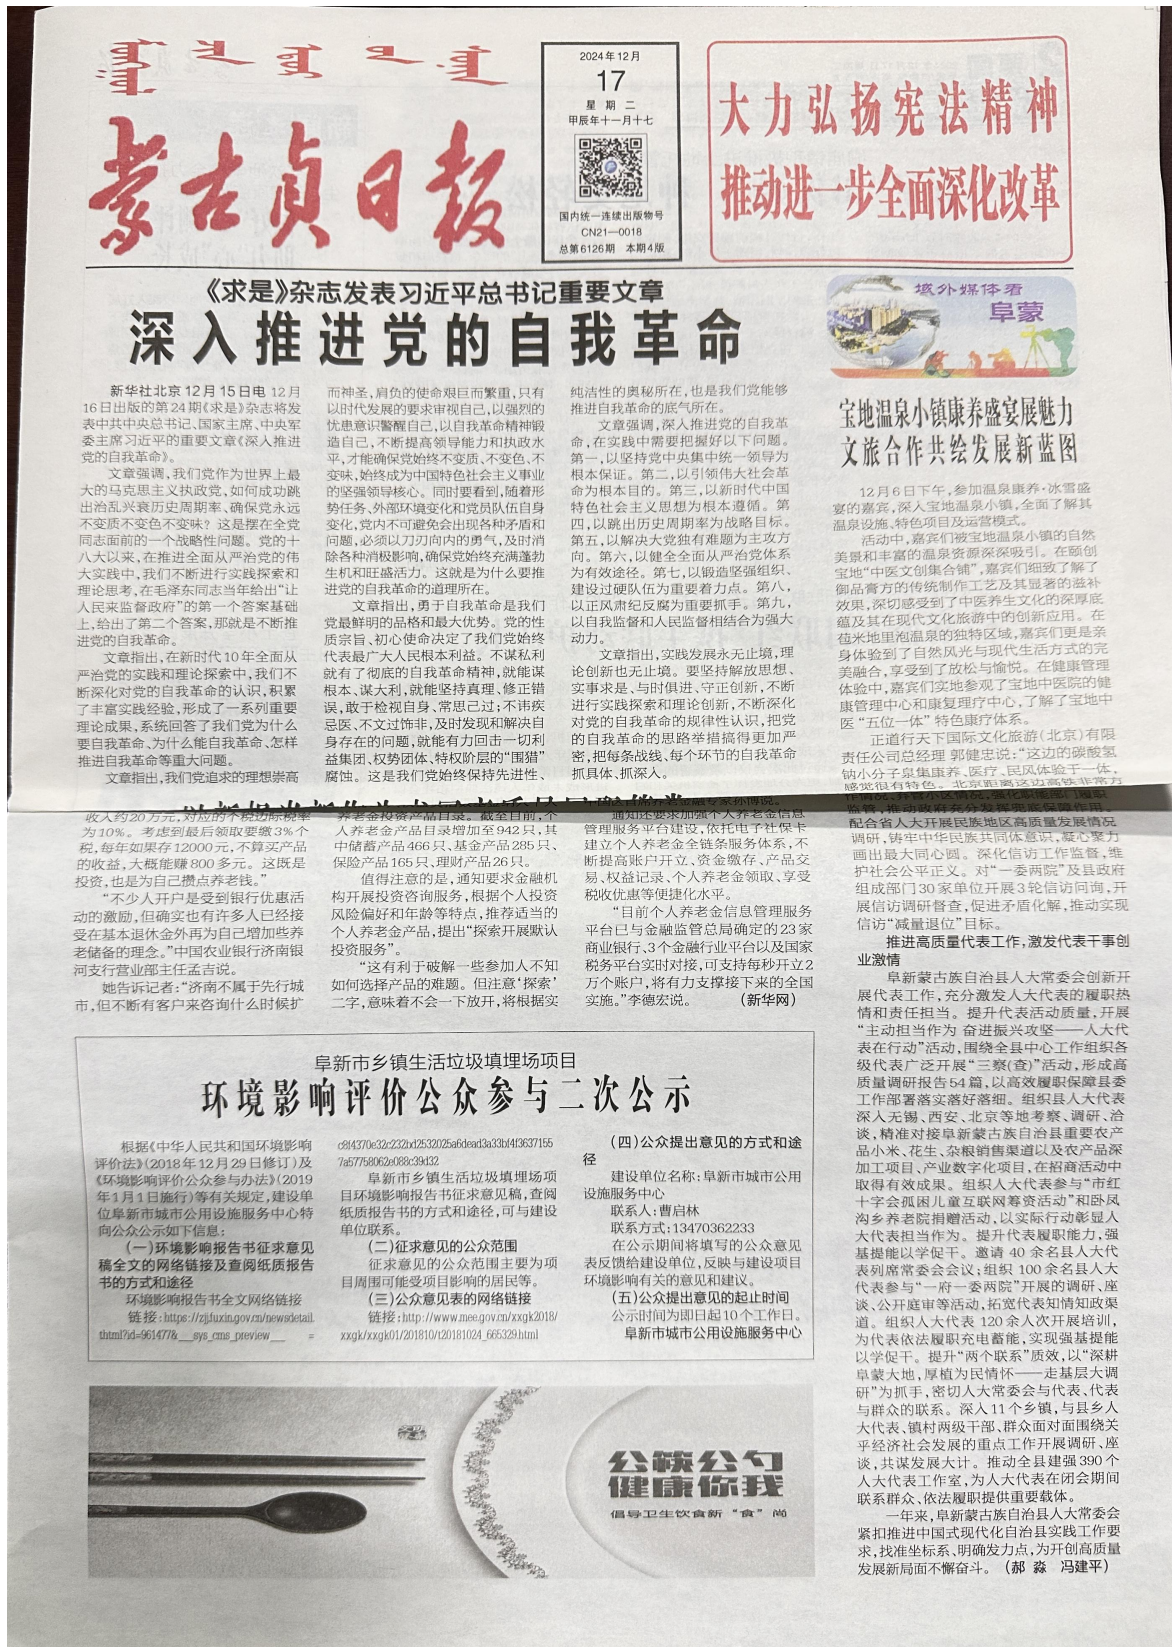 蒙古贞日报
2024年12月
17
星期二
甲辰年十一月十七
国内统一连续出版物号
CN21—0018
总第6126期 本期4版
大力弘扬宪法精神
推动进一步全面深化改革
《求是》杂志发表习近平总书记重要文章
深入推进党的自我革命
新华社北京12月15日电 12月
16日出版的第24期《求是》杂志将发
表中共中央总书记、国家主席、中央军
委主席习近平的重要文章《深入推进
党的自我革命》。
文章强调,我们党作为世界上最
大的马克思主义执政党,如何成功跳
出治乱兴衰历史周期率、确保党永远
不变质不变色不变味?这是摆在全党
同志面前的一个战略性问题。党的十
八大以来,在推进全面从严治党的伟
大实践中,我们不断进行实践探索和
理论思考,在毛泽东同志当年给出“让
人民来监督政府”的第一个答案基础
上,给出了第二个答案,那就是不断推
进党的自我革命。
文章指出,在新时代10年全面从
严治党的实践和理论探索中,我们不
断深化对党的自我革命的认识,积累
了丰富实践经验,形成了一系列重要
理论成果,系统回答了我们党为什么
要自我革命、为什么能自我革命、怎样
推进自我革命等重大问题。
文章指出,我们党追求的理想崇高
而神圣,肩负的使命艰巨而繁重,只有
以时代发展的要求审视自己,以强烈的
忧患意识警醒自己,以自我革命精神锻
造自己,不断提高领导能力和执政水
平,才能确保党始终不变质、不变色、不
变味,始终成为中国特色社会主义事业
的坚强领导核心。同时要看到,随着形
势任务、外部环境变化和党员队伍自身
变化,党内不可避免会出现各种矛盾和
问题,必须以刀刃向内的勇气,及时消
除各种消极影响,确保党始终充满蓬勃
生机和旺盛活力。这就是为什么要推
进党的自我革命的道理所在。
文章指出,勇于自我革命是我们
党最鲜明的品格和最大优势。党的性
质宗旨、初心使命决定了我们党始终
代表最广大人民根本利益。不谋私利
就有了彻底的自我革命精神,就能谋
根本、谋大利,就能坚持真理、修正错
误,敢于检视自身、常思己过;不讳疾
忌医、不文过饰非,及时发现和解决自
身存在的问题,就能有力回击一切利
益集团、权势团体、特权阶层的“围猎”
腐蚀。这是我们党始终保持先进性、
纯洁性的奥秘所在,也是我们党能够
推进自我革命的底气所在。
文章强调,深入推进党的自我革
命,在实践中需要把握好以下问题。
第一,以坚持党中央集中统一领导为
根本保证。第二,以引领伟大社会革
命为根本目的。第三,以新时代中国
特色社会主义思想为根本遵循。第
四,以跳出历史周期率为战略目标。
第五,以解决大党独有难题为主攻方
向。第六,以健全全面从严治党体系
为有效途径。第七,以锻造坚强组织、
建设过硬队伍为重要着力点。第八,
以正风肃纪反腐为重要抓手。第九,
以自我监督和人民监督相结合为强大
动力。
文章指出,实践发展永无止境,理
论创新也永无止境。要坚持解放思想、
实事求是、与时俱进、守正创新,不断
进行实践探索和理论创新,不断深化
对党的自我革命的规律性认识,把党
的自我革命的思路举措搞得更加严
密,把每条战线、每个环节的自我革命
抓具体、抓深入。
域外媒体看
阜蒙
宝地温泉小镇康养盛宴展魅力
文旅合作共绘发展新蓝图
12月6日下午,参加温泉康养·冰雪盛
宴的嘉宾,深入宝地温泉小镇,全面了解其
温泉设施、特色项目及运营模式。
活动中,嘉宾们被宝地温泉小镇的自然
美景和丰富的温泉资源深深吸引。在颐创
宝地“中医文创集合铺”,嘉宾们细致了解了
御品膏方的传统制作工艺及其显著的滋补
效果,深切感受到了中医养生文化的深厚底
蕴及其在现代文化旅游中的创新应用。在
菈米地里泡温泉的独特区域,嘉宾们更是亲
身体验到了自然风光与现代生活方式的完
美融合,享受到了放松与愉悦。在健康管理
体验中,嘉宾们实地参观了宝地中医院的健
康管理中心和康复理疗中心,了解了宝地中
医“五位一体”特色康疗体系。
正道行天下国际文化旅游(北京)有限
责任公司总经理 郭健忠说:“这边的碳酸氢
钠小分子泉集康养、医疗、民风体验于一体,
感觉很有特色。北京距离这边高铁非常方
收入约20万元,对应的个税边际税率
为10%。考虑到最后领取要缴3%个
税,每年如果存12000元,不算买产品
的收益,大概能赚800多元。这既是
投资,也是为自己攒点养老钱。”
“不少人开户是受到银行优惠活
动的激励,但确实也有许多人已经接
受在基本退休金外再为自己增加些养
老储备的理念。”中国农业银行济南银
河支行营业部主任孟吉说。
她告诉记者:“济南不属于先行城
市,但不断有客户来咨询什么时候扩
养老金投资产品目录。截至目前,个
人养老金产品目录增加至942只,其
中储蓄产品466只、基金产品285只、
保险产品165只、理财产品26只。
值得注意的是,通知要求金融机
构开展投资咨询服务,根据个人投资
风险偏好和年龄等特点,推荐适当的
个人养老金产品,提出“探索开展默认
投资服务”。
“这有利于破解一些参加人不知
如何选择产品的难题。但注意‘探索’
二字,意味着不会一下放开,将根据实
通知还要求加强个人养老金信息
管理服务平台建设,依托电子社保卡
建立个人养老金全链条服务体系,不
断提高账户开立、资金缴存、产品交
易、权益记录、个人养老金领取、享受
税收优惠等便捷化水平。
“目前个人养老金信息管理服务
平台已与金融监管总局确定的23家
商业银行、3个金融行业平台以及国家
税务平台实时对接,可支持每秒开立2
万个账户,将有力支撑接下来的全国
实施。”李德宏说。 (新华网)
监管,推动政府充分发挥兜底保障作用。
配合省人大开展民族地区高质量发展情况
调研,铸牢中华民族共同体意识,凝心聚力
画出最大同心圆。深化信访工作监督,维
护社会公平正义。对“一委两院”及县政府
组成部门30家单位开展3轮信访问询,开
展信访调研督查,促进矛盾化解,推动实现
信访“减量退位”目标。
推进高质量代表工作,激发代表干事创
业激情
阜新蒙古族自治县人大常委会创新开
展代表工作,充分激发人大代表的履职热
情和责任担当。提升代表活动质量,开展
“主动担当作为 奋进振兴攻坚——人大代
表在行动”活动,围绕全县中心工作组织各
级代表广泛开展“三察(查)”活动,形成高
质量调研报告54篇,以高效履职保障县委
工作部署落实落好落细。组织县人大代表
深入无锡、西安、北京等地考察、调研、洽
谈,精准对接阜新蒙古族自治县重要农产
品小米、花生、杂粮销售渠道以及农产品深
加工项目、产业数字化项目,在招商活动中
取得有效成果。组织人大代表参与“市红
十字会孤困儿童互联网筹资活动”和卧凤
沟乡养老院捐赠活动,以实际行动彰显人
大代表担当作为。提升代表履职能力,强
基提能以学促干。邀请40余名县人大代
表列席常委会会议;组织100余名县人大
代表参与“一府一委两院”开展的调研、座
谈、公开庭审等活动,拓宽代表知情知政渠
道。组织人大代表120余人次开展培训,
为代表依法履职充电蓄能,实现强基提能
以学促干。提升“两个联系”质效,以“深耕
阜蒙大地,厚植为民情怀——走基层大调
研”为抓手,密切人大常委会与代表、代表
与群众的联系。深入11个乡镇,与县乡人
大代表、镇村两级干部、群众面对面围绕关
乎经济社会发展的重点工作开展调研、座
谈,共谋发展大计。推动全县建强390个
人大代表工作室,为人大代表在闭会期间
联系群众、依法履职提供重要载体。
一年来,阜新蒙古族自治县人大常委会
紧扣推进中国式现代化自治县实践工作要
求,找准坐标系、明确发力点,为开创高质量
发展新局面不懈奋斗。 (郝淼 冯建平)
阜新市乡镇生活垃圾填埋场项目
环境影响评价公众参与二次公示
根据《中华人民共和国环境影响
评价法》(2018年12月29日修订)及
《环境影响评价公众参与办法》(2019
年1月1日施行)等有关规定,建设单
位阜新市城市公用设施服务中心特
向公众公示如下信息:
(一)环境影响报告书征求意见
稿全文的网络链接及查阅纸质报告
书的方式和途径
环境影响报告书全文网络链接
链接:https://zjj.fuxin.gov.cn/newsdetail.
thtml?id=961477&__sys_cms_preview__=
c8f4370e32c232bd2532025a6dead3a33bf4f3637155
7a57758062e088c39d32
阜新市乡镇生活垃圾填埋场项
目环境影响报告书征求意见稿,查阅
纸质报告书的方式和途径,可与建设
单位联系。
(二)征求意见的公众范围
征求意见的公众范围主要为项
目周围可能受项目影响的居民等。
(三)公众意见表的网络链接
链接:http://www.mee.gov.cn/xxgk2018/
xxgk/xxgk01/201810/t20181024_665329.html
(四)公众提出意见的方式和途
径
建设单位名称:阜新市城市公用
设施服务中心
联系人:曹启林
联系方式:13470362233
在公示期间将填写的公众意见
表反馈给建设单位,反映与建设项目
环境影响有关的意见和建议。
(五)公众提出意见的起止时间
公示时间为即日起10个工作日。
阜新市城市公用设施服务中心
公筷公勺
健康你我
倡导卫生饮食新“食”尚